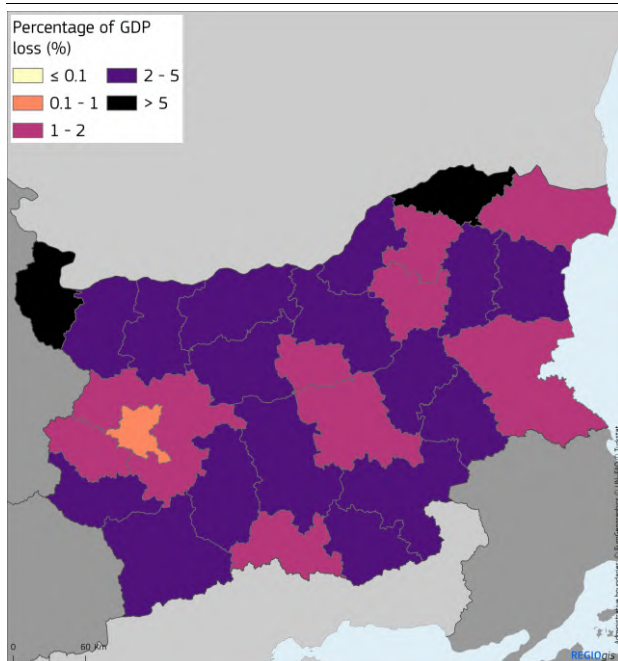 Percentage of GDP
loss (%)
≤ 0.1
2 - 5
0.1 - 1
> 5
1 - 2
0
60 Km
REGIOgis